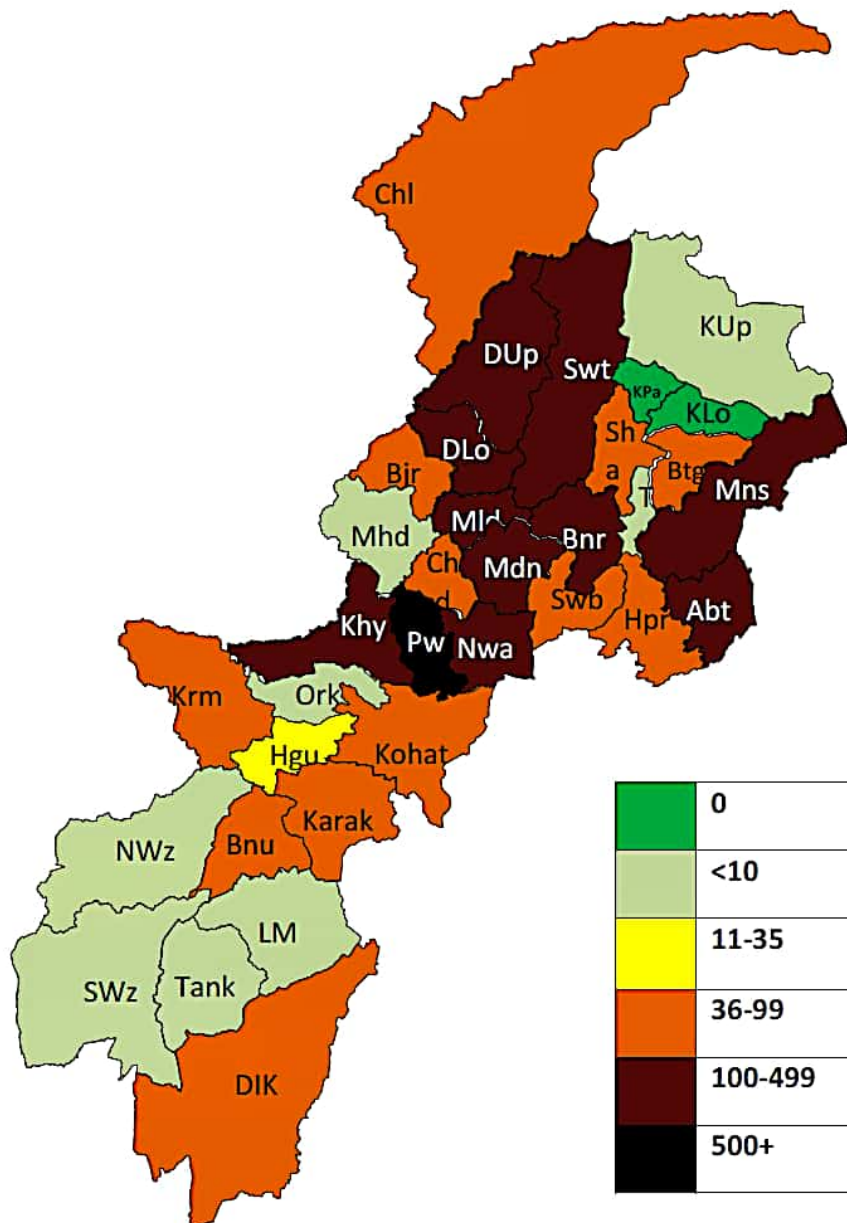 Chl
KUp
DUp
Swt
KPa
KLo
Sh
a
DLo
Btg
Bjr
T
Mns
Mld
Mhd
Bnr
Mdn
Ch
d
Swb
Abt
Hpr
Khy
Pw
Nwa
Ork
Krm
Hgu
Kohat
Karak
NWz
Bnu
LM
SWz
Tank
DIK
0
<10
11-35
36-99
100-499
500+